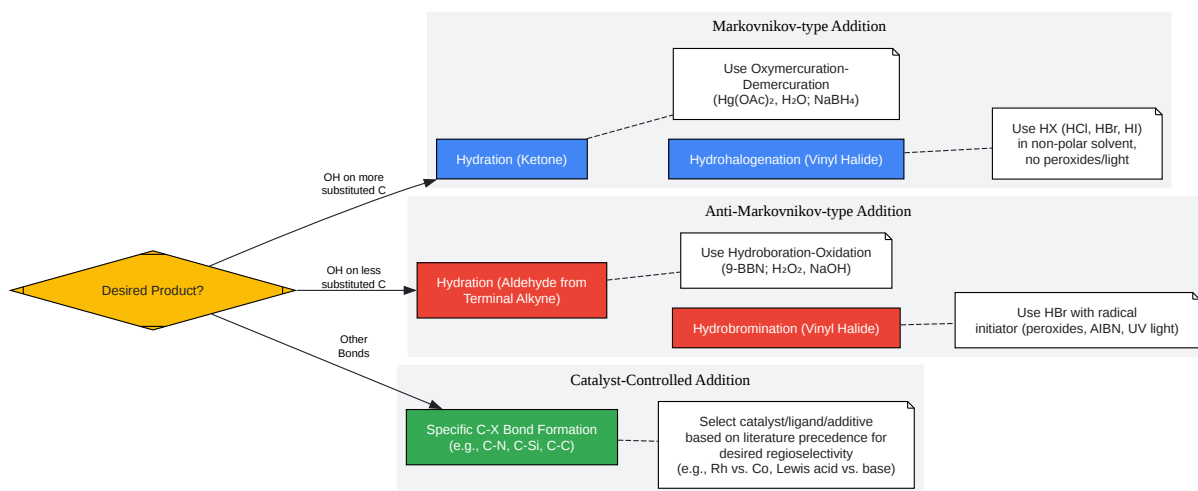 Markovnikov-type Addition
Use Oxymercuration-
Demercuration
(Hg(OAc)₂, H₂O; NaBH₄)
Use HX (HCl, HBr, HI)
in non-polar solvent,
no peroxides/light
Hydration (Ketone)
Hydrohalogenation (Vinyl Halide)
OH on more
substituted C
Anti-Markovnikov-type Addition
Use Hydroboration-Oxidation
(9-BBN; H₂O₂, NaOH)
Desired Product?
OH on less
substituted C
Hydration (Aldehyde from
Terminal Alkyne)
Hydrobromination (Vinyl Halide)
Use HBr with radical
initiator (peroxides, AIBN, UV light)
Other
Bonds
Catalyst-Controlled Addition
Specific C-X Bond Formation
(e.g., C-N, C-Si, C-C)
Select catalyst/ligand/additive
based on literature precedence for
desired regioselectivity
(e.g., Rh vs. Co, Lewis acid vs. base)